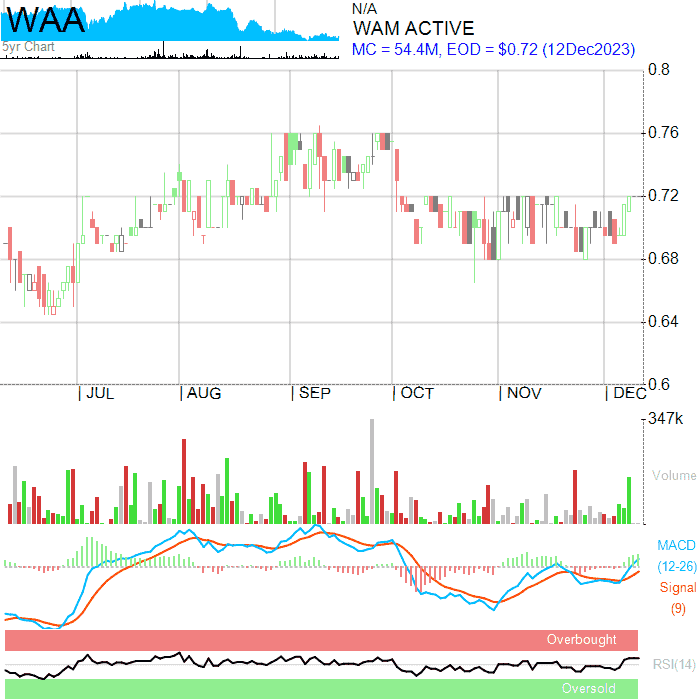 WAA
5yr Chart
N/A
WAM ACTIVE
MC = 54.4M, EOD = $0.72 (12Dec2023)
0.8
0.76
0.72
0.68
0.64
0.6
JUL AUG SEP OCT NOV DEC
347k
Volume
MACD
(12-26)
Signal
(9)
Overbought
RSI(14)
Oversold